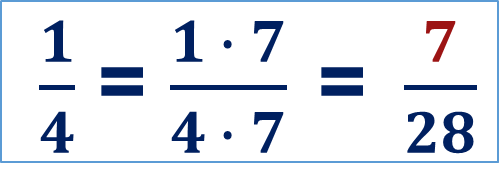 1/4 = 1 · 7/4 · 7 = 7/28